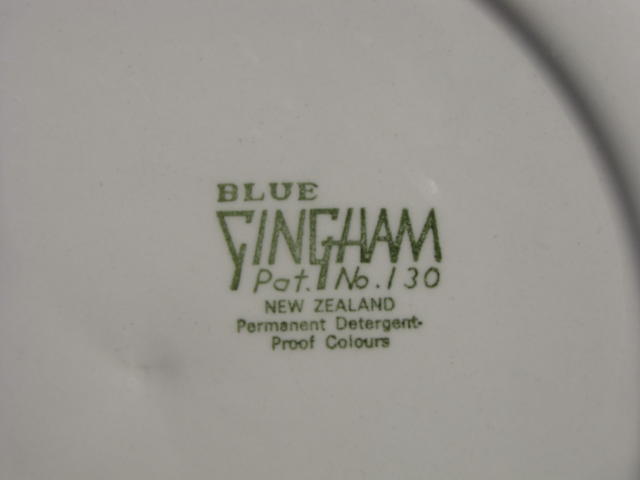 BLUE
GINGHAM
Pat. No. 130
NEW ZEALAND
Permanent Detergent-
Proof Colours